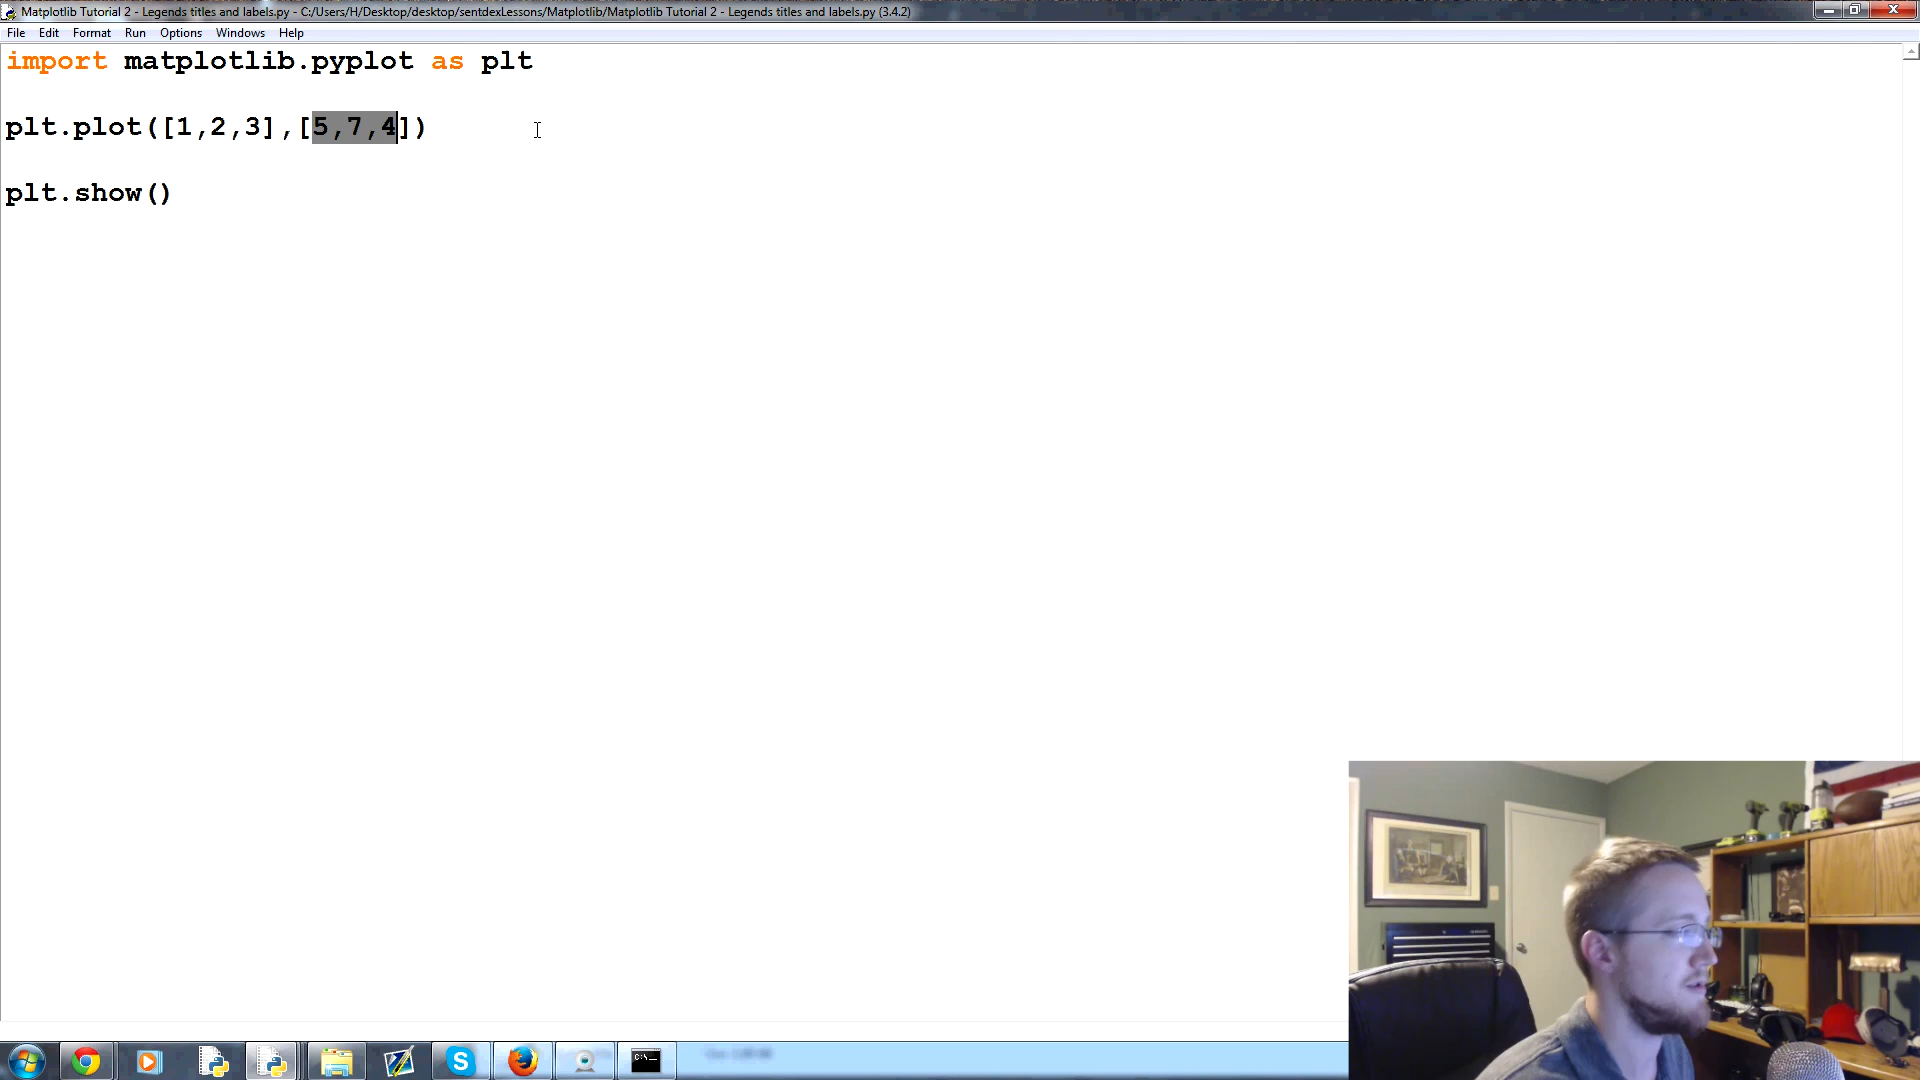 Matplotlib Tutorial 2 - Legends titles and labels.py - C:/Users/H/Desktop/desktop/sentdexLessons/Matplotlib/Matplotlib Tutorial 2 - Legends titles and labels.py (3.4.2)
File Edit Format Run Options Windows Help
import matplotlib.pyplot as plt
plt.plot([1,2,3],[5,7,4])
plt.show()
C:\._